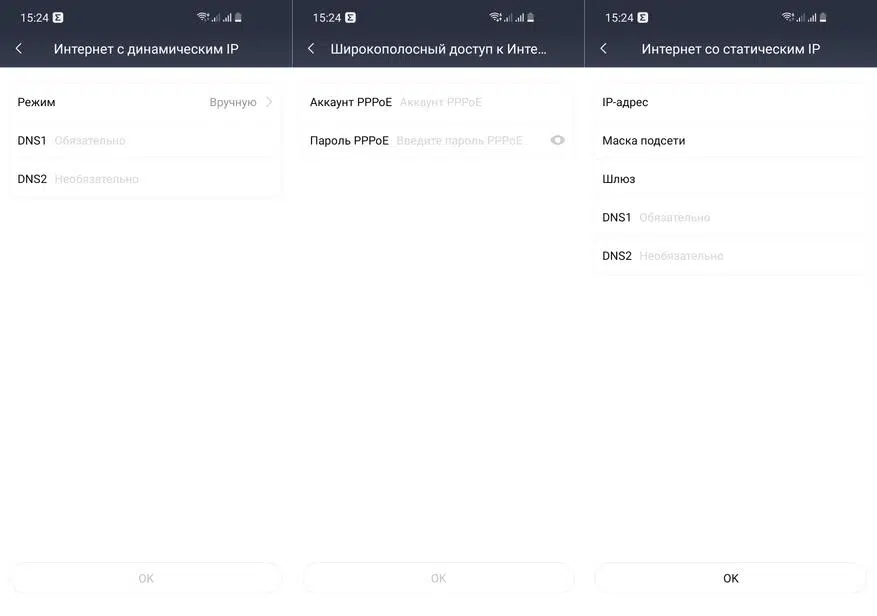 15:24
Интернет с динамическим IP
Режим Вручную
DNS1 Обязательно
DNS2 Необязательно
OK
15:24
Широкополосный доступ к Инте...
Аккаунт PPPoE Аккаунт PPPoE
Пароль PPPoE Введите пароль PPPoE
OK
15:24
Интернет со статическим IP
IP-адрес
Маска подсети
Шлюз
DNS1 Обязательно
DNS2 Необязательно
OK